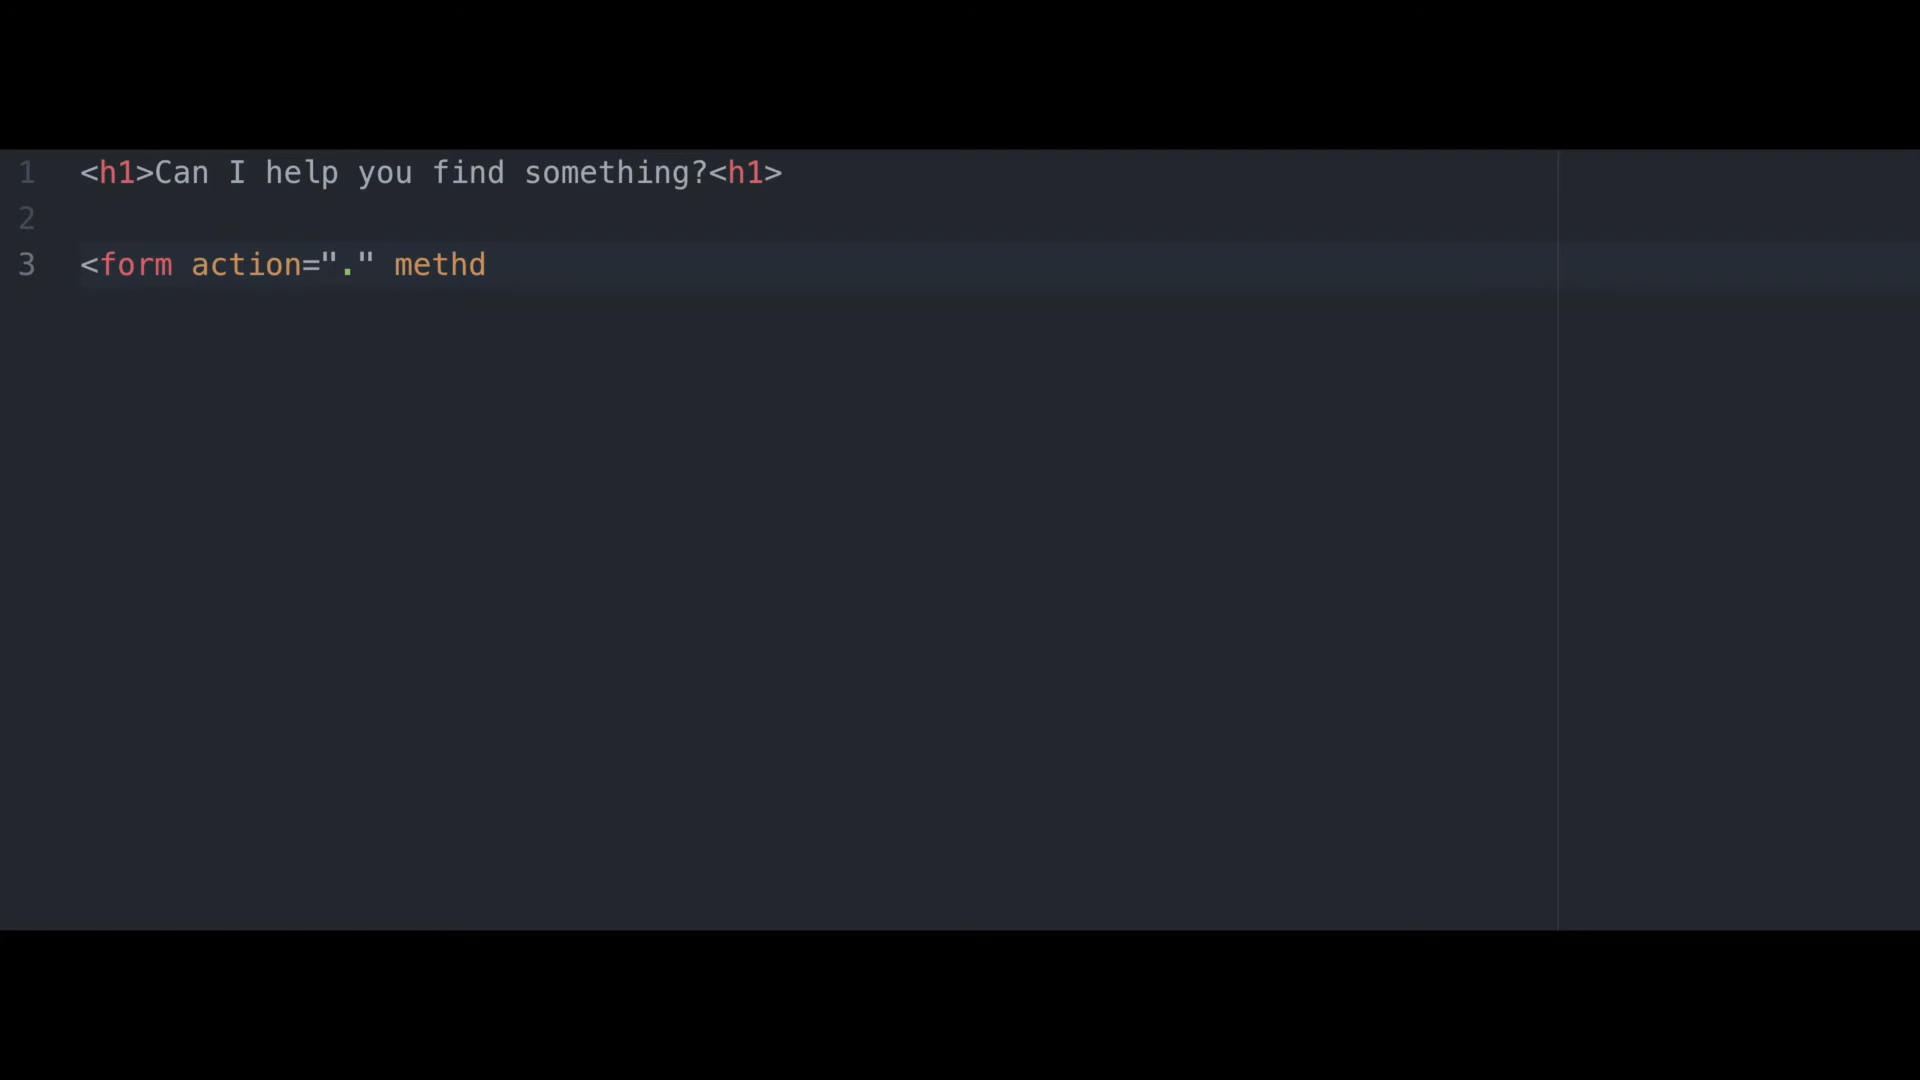 1 <h1>Can I help you find something?<h1>
2
3 <form action="." methd